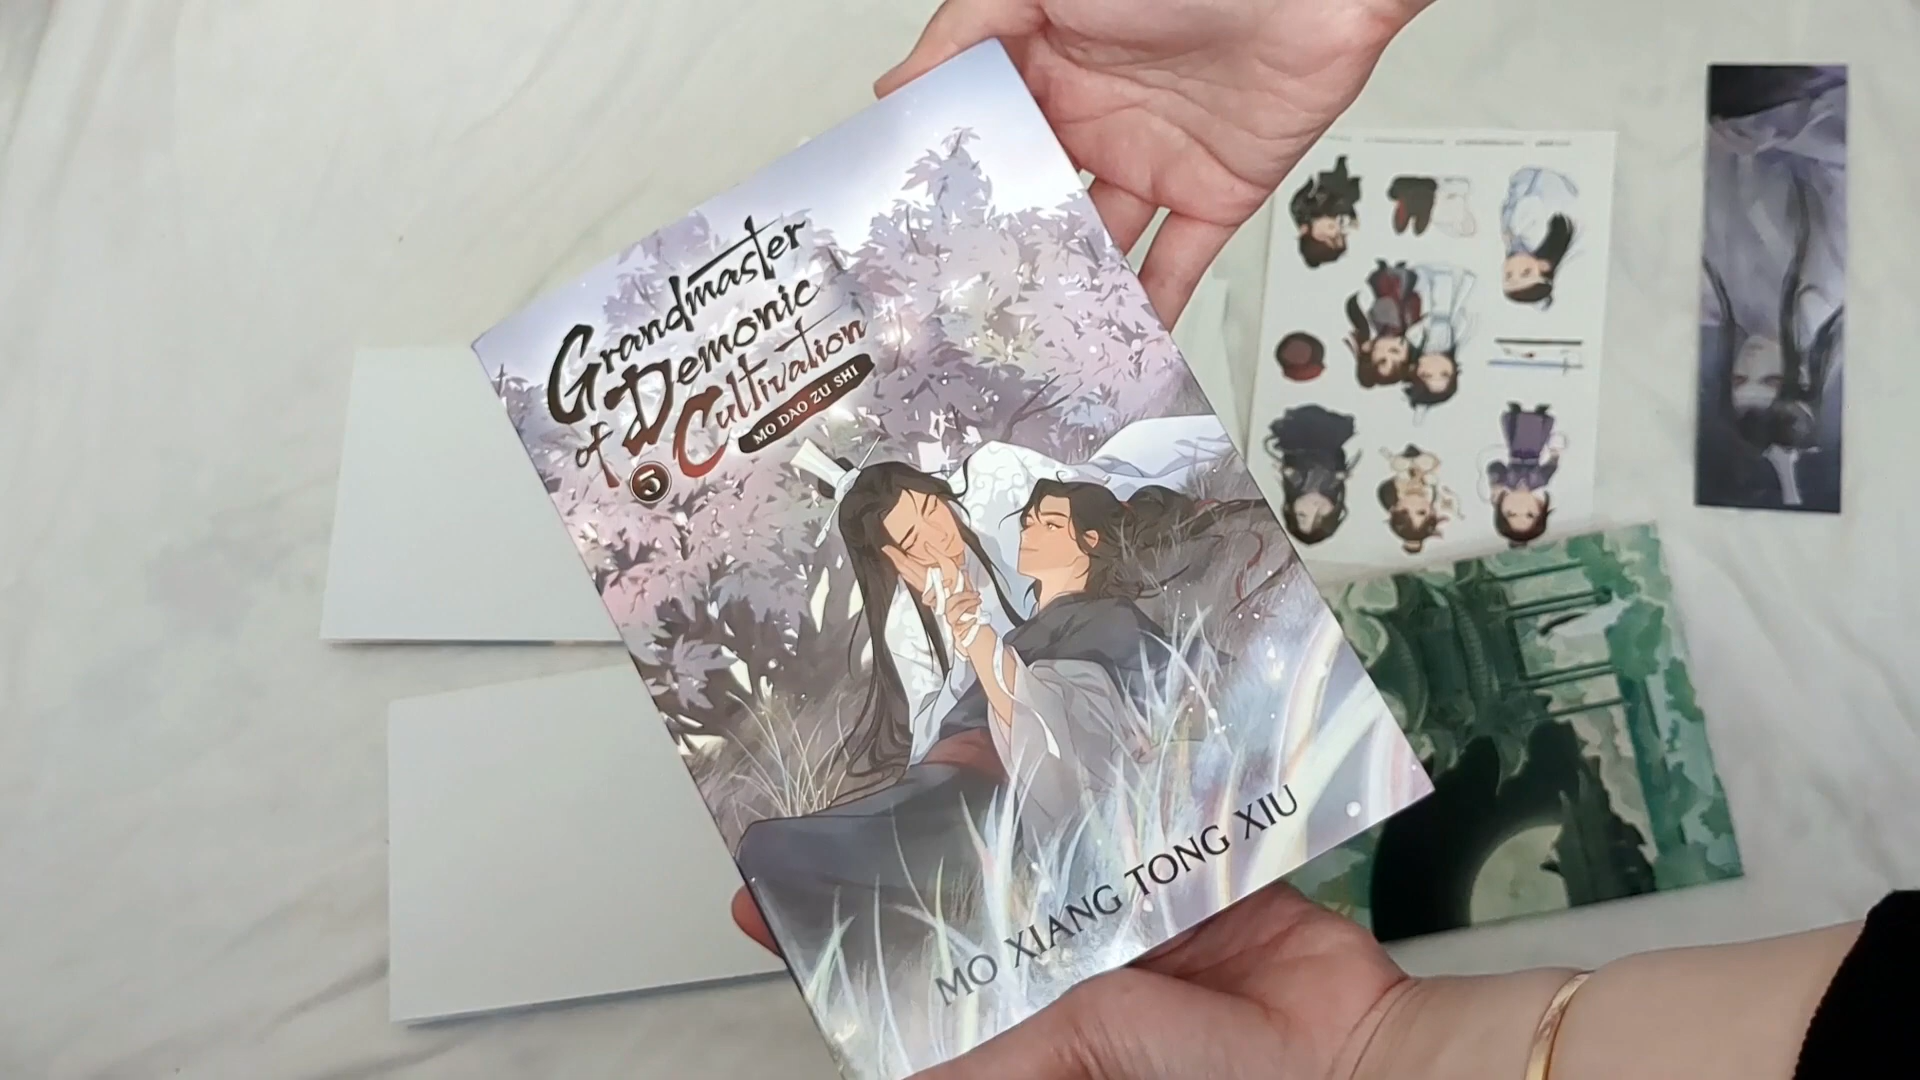 Grandmaster
of Demonic
Cultivation
MO DAO ZU SHI
5
MO XIANG TONG XIU